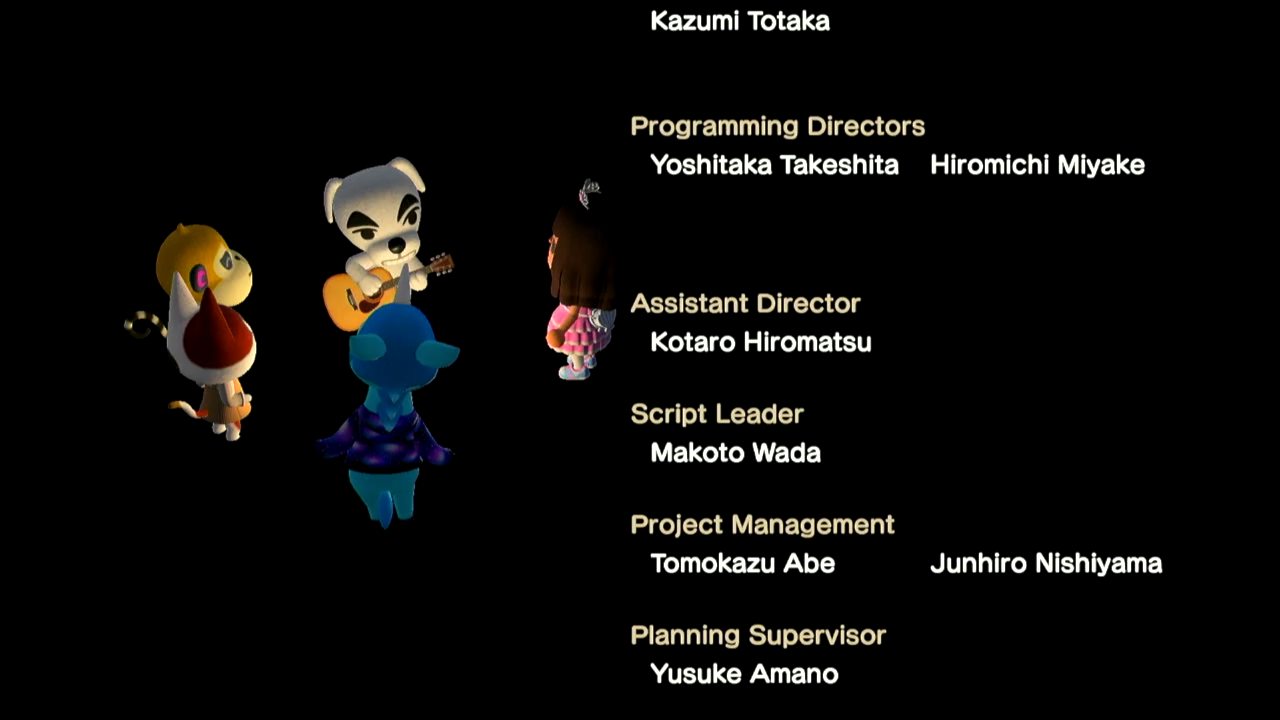 Kazumi Totaka
Programming Directors
Yoshitaka Takeshita Hiromichi Miyake
Assistant Director
Kotaro Hiromatsu
Script Leader
Makoto Wada
Project Management
Tomokazu Abe Junhiro Nishiyama
Planning Supervisor
Yusuke Amano